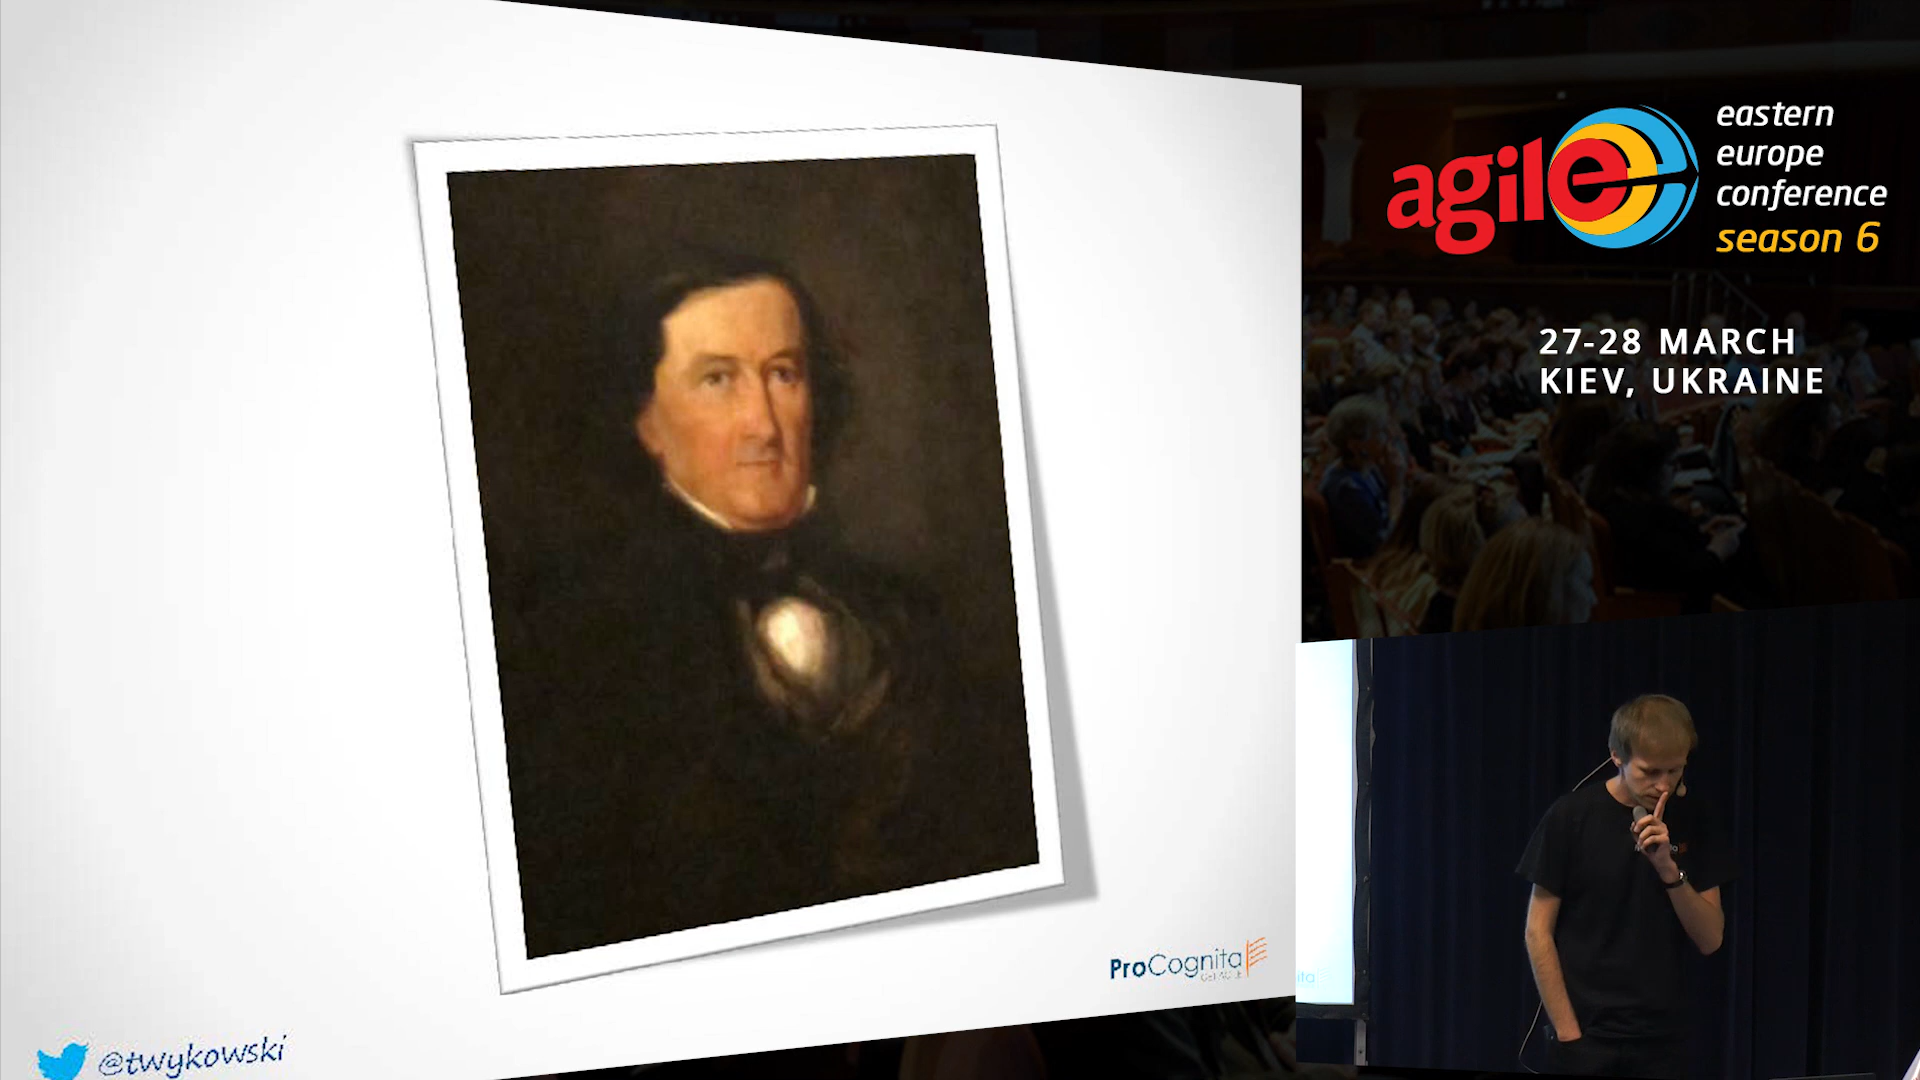 agile
eastern
europe
conference
season 6
27-28 MARCH
KIEV, UKRAINE
ProCognita
@twykowski